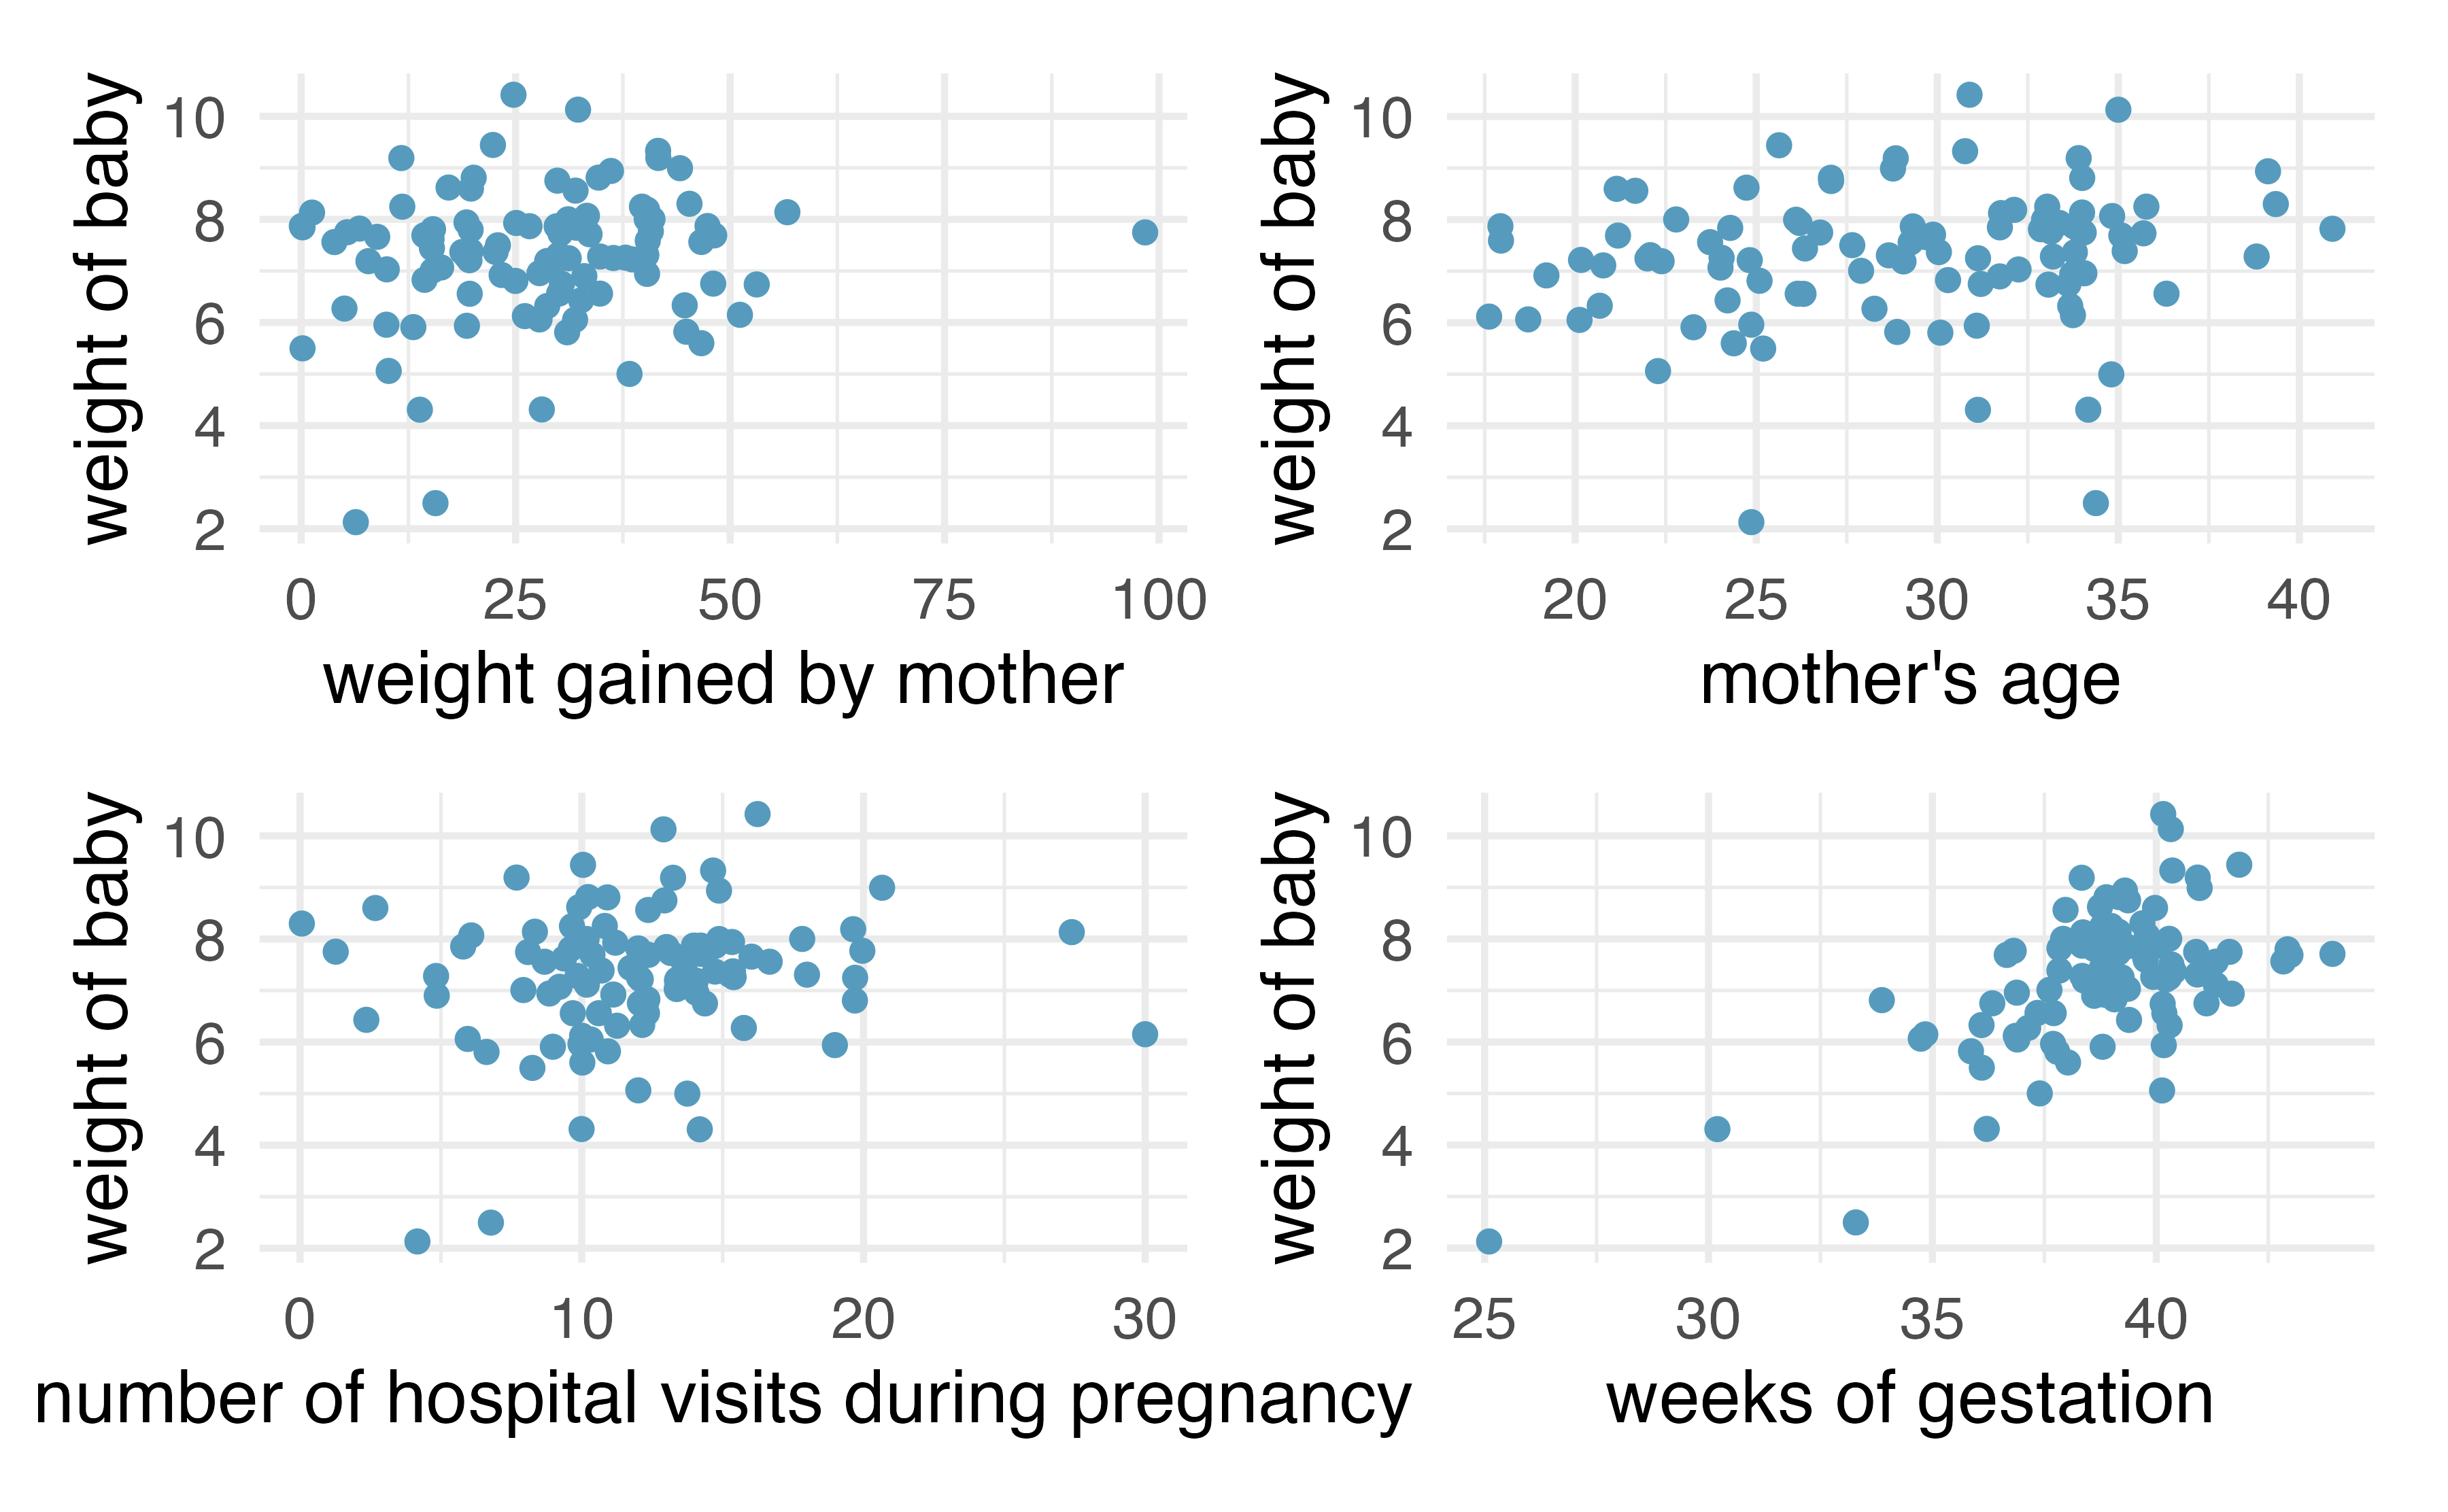 weight of baby
10
8
6
4
2
0 25 50 75 100
weight gained by mother
weight of baby
10
8
6
4
2
20 25 30 35 40
mother's age
weight of baby
10
8
6
4
2
0 10 20 30
number of hospital visits during pregnancy
weight of baby
10
8
6
4
2
25 30 35 40
weeks of gestation